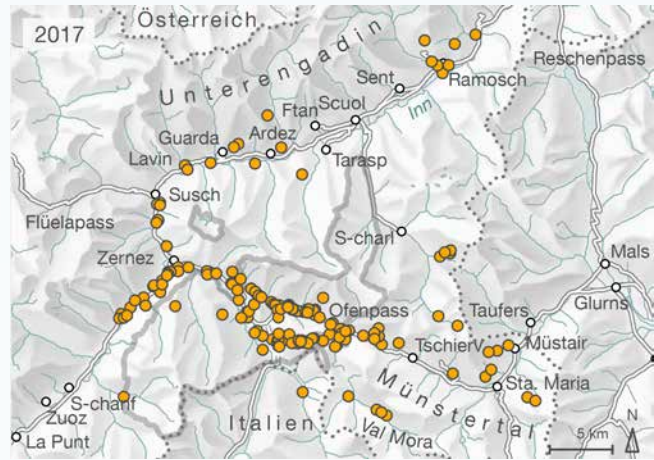 2017
Österreich
Unterengadin
Reschenpass
Ramosch
Sent
Inn
Scuol
Ftan
Ardez
Guarda
Lavin
Tarasp
Susch
Flüelapass
S-charl
Zernez
Mals
Glurns
Ofenpass
Taufers
Tschierv
Müstair
Münstertal
Sta. Maria
S-chanf
Zuoz
La Punt
Italien
Val Mora
5 km
N